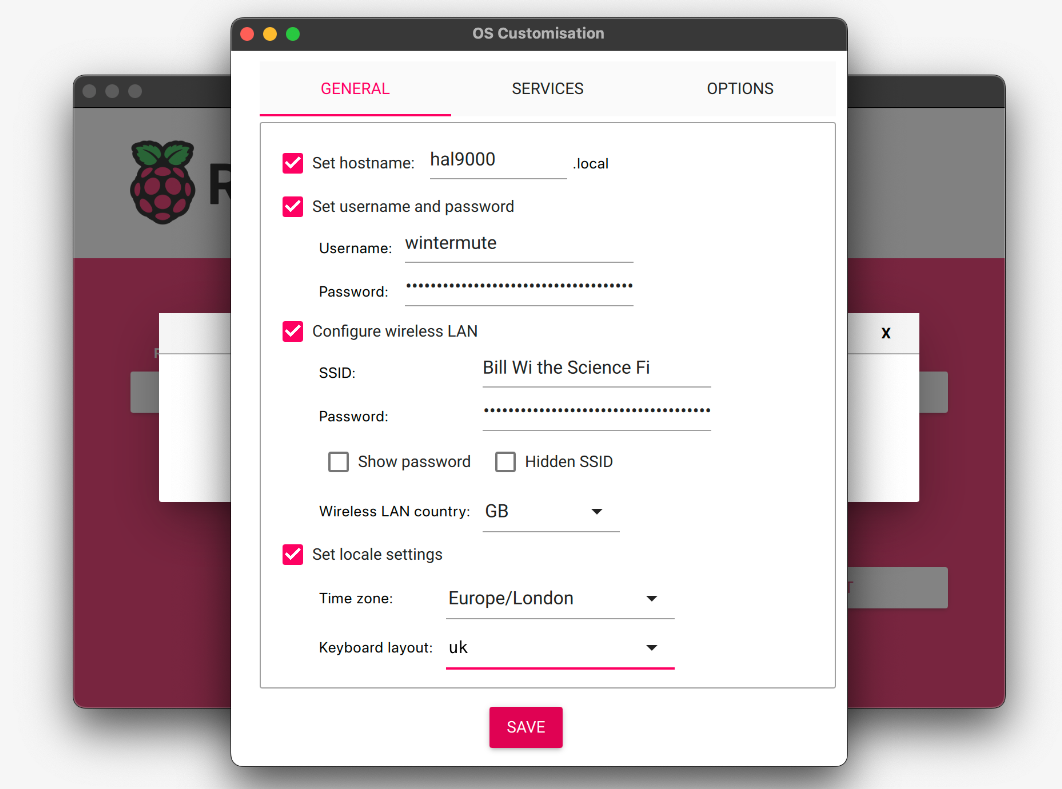 OS Customisation
GENERAL SERVICES OPTIONS
Set hostname: hal9000 .local
Set username and password
Username: wintermute
Password: •••••••••••••••••••••••••••••••••••••
Configure wireless LAN
SSID: Bill Wi the Science Fi
Password: •••••••••••••••••••••••••••••••••••••
Show password Hidden SSID
Wireless LAN country: GB
Set locale settings
Time zone: Europe/London
Keyboard layout: uk
SAVE
R
X
T